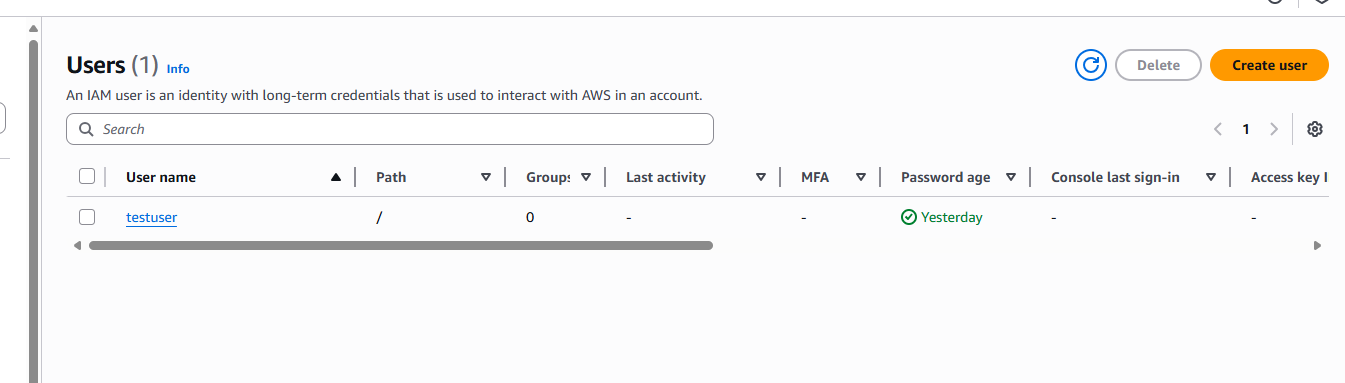 Users (1) Info
Delete
Create user
An IAM user is an identity with long-term credentials that is used to interact with AWS in an account.
Search
1
User name Path Groups Last activity MFA Password age Console last sign-in Access key I
testuser / 0 - - Yesterday - -